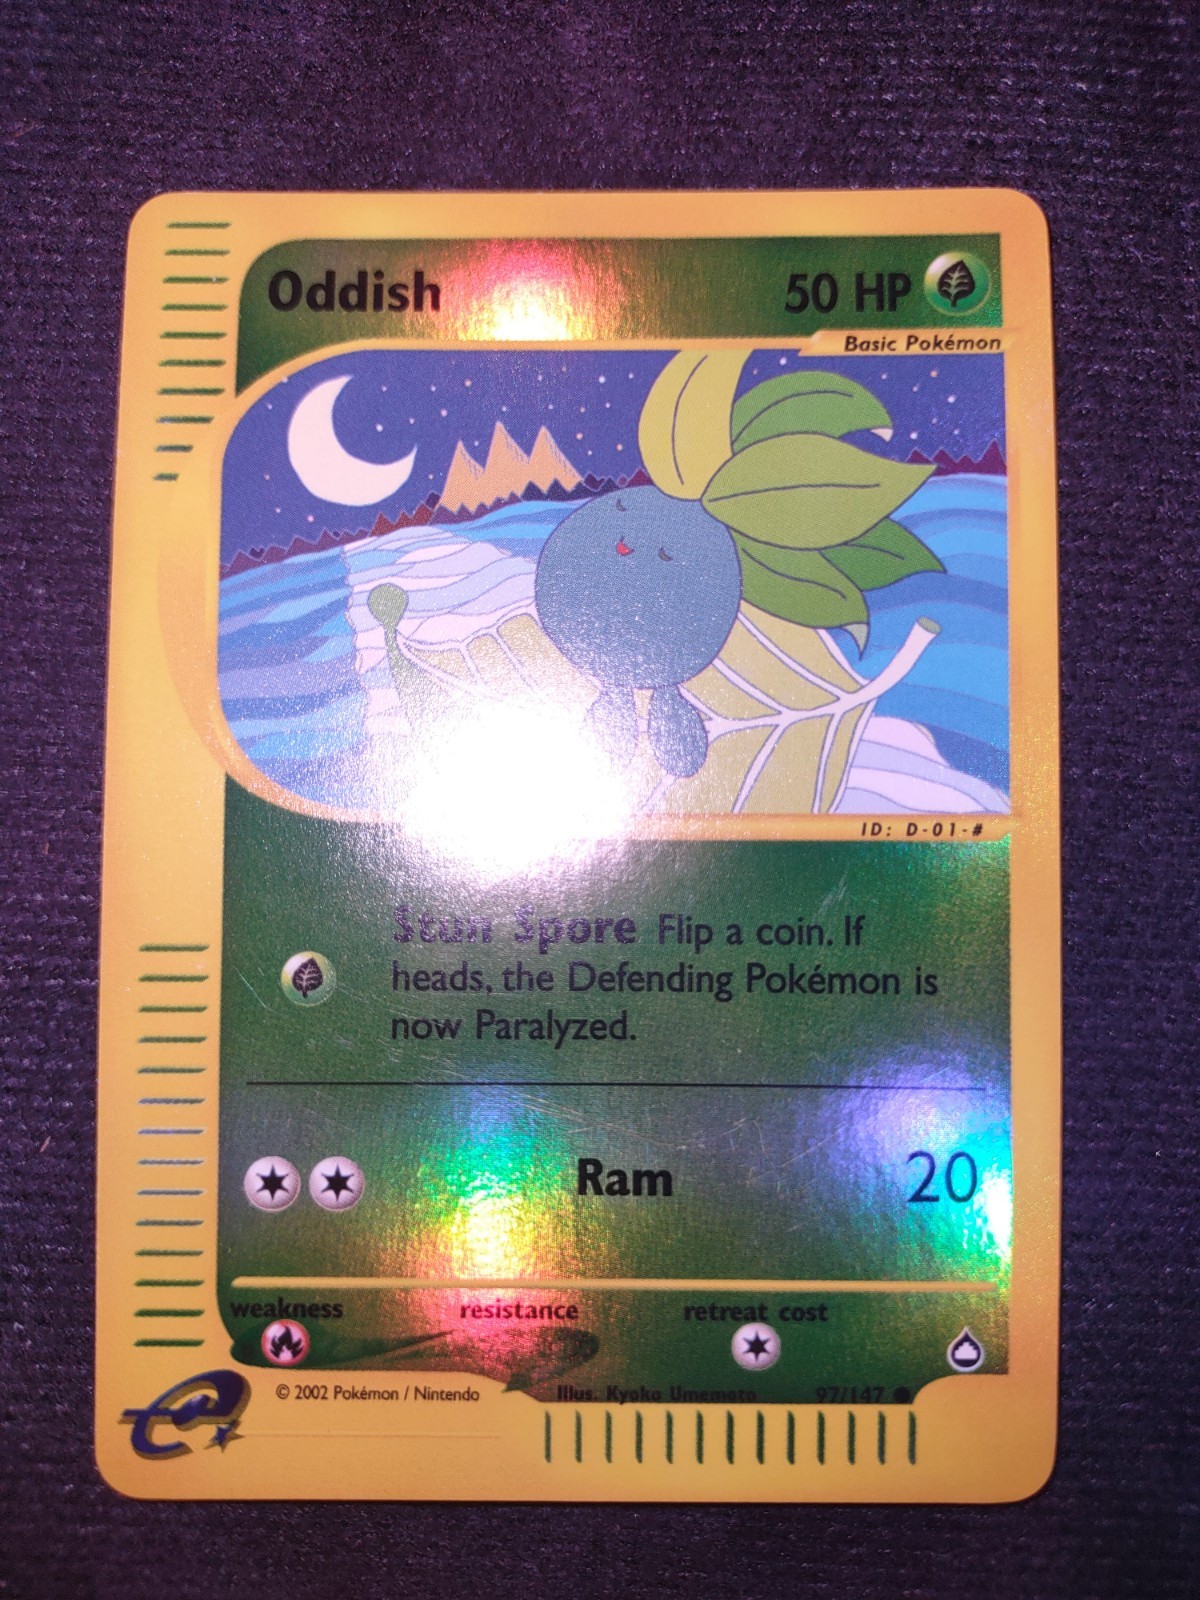 Oddish 50 HP
Basic Pokémon
ID: D-01-#
Stun Spore Flip a coin. If
heads, the Defending Pokémon is
now Paralyzed.
Ram 20
weakness resistance retreat cost
© 2002 Pokémon / Nintendo Illus. Kyoko Umemoto 97/147 ●
e